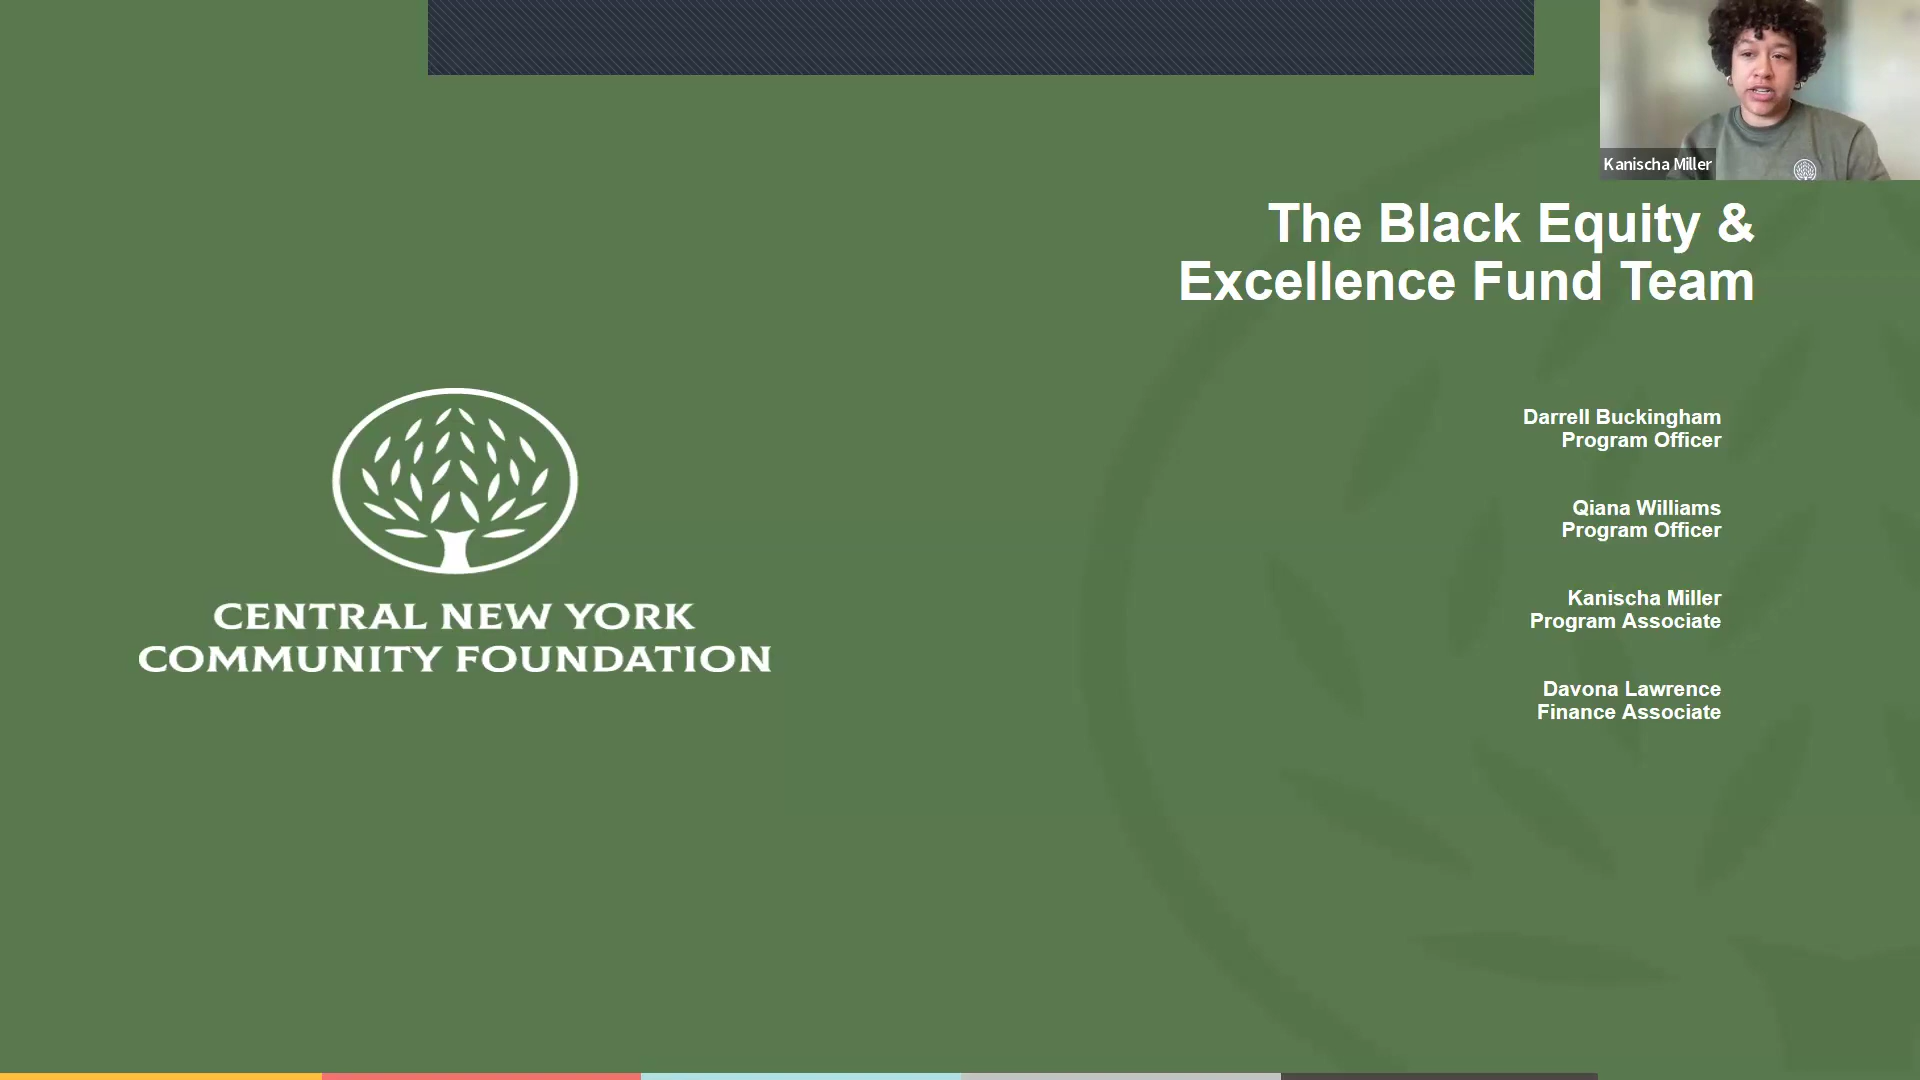 Kanischa Miller
The Black Equity &
Excellence Fund Team
Darrell Buckingham
Program Officer
Qiana Williams
Program Officer
Kanischa Miller
Program Associate
Davona Lawrence
Finance Associate
CENTRAL NEW YORK
COMMUNITY FOUNDATION